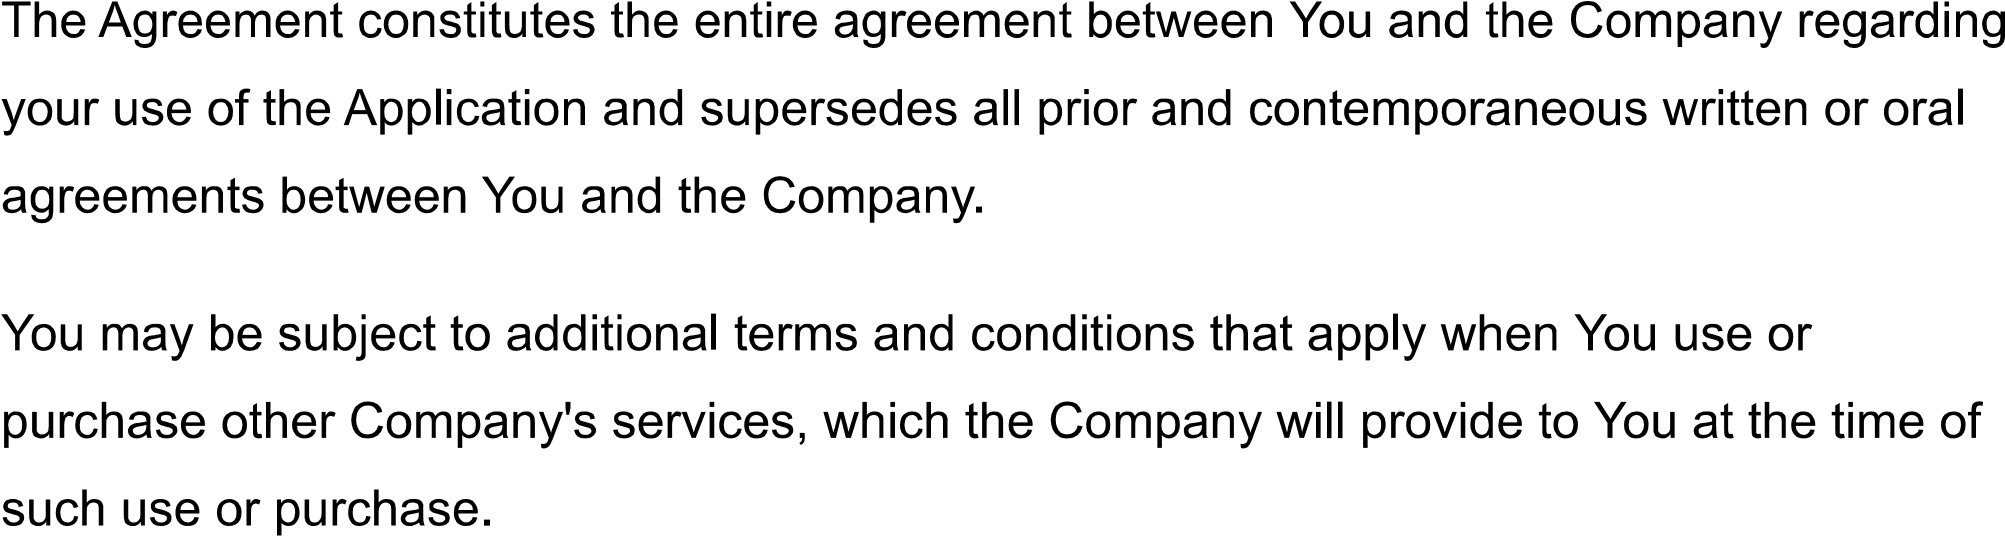 The Agreement constitutes the entire agreement between You and the Company regarding
your use of the Application and supersedes all prior and contemporaneous written or oral
agreements between You and the Company.
You may be subject to additional terms and conditions that apply when You use or
purchase other Company's services, which the Company will provide to You at the time of
such use or purchase.